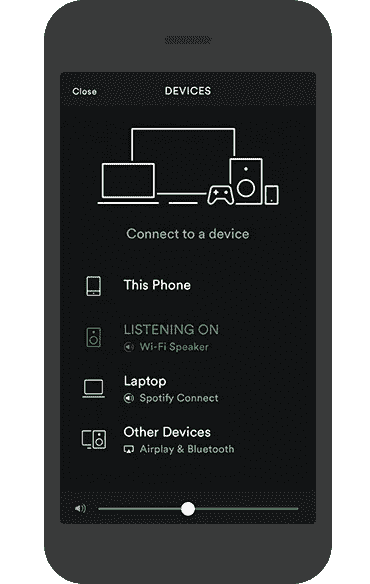 Close
DEVICES
Connect to a device
This Phone
LISTENING ON
Wi-Fi Speaker
Laptop
Spotify Connect
Other Devices
Airplay & Bluetooth